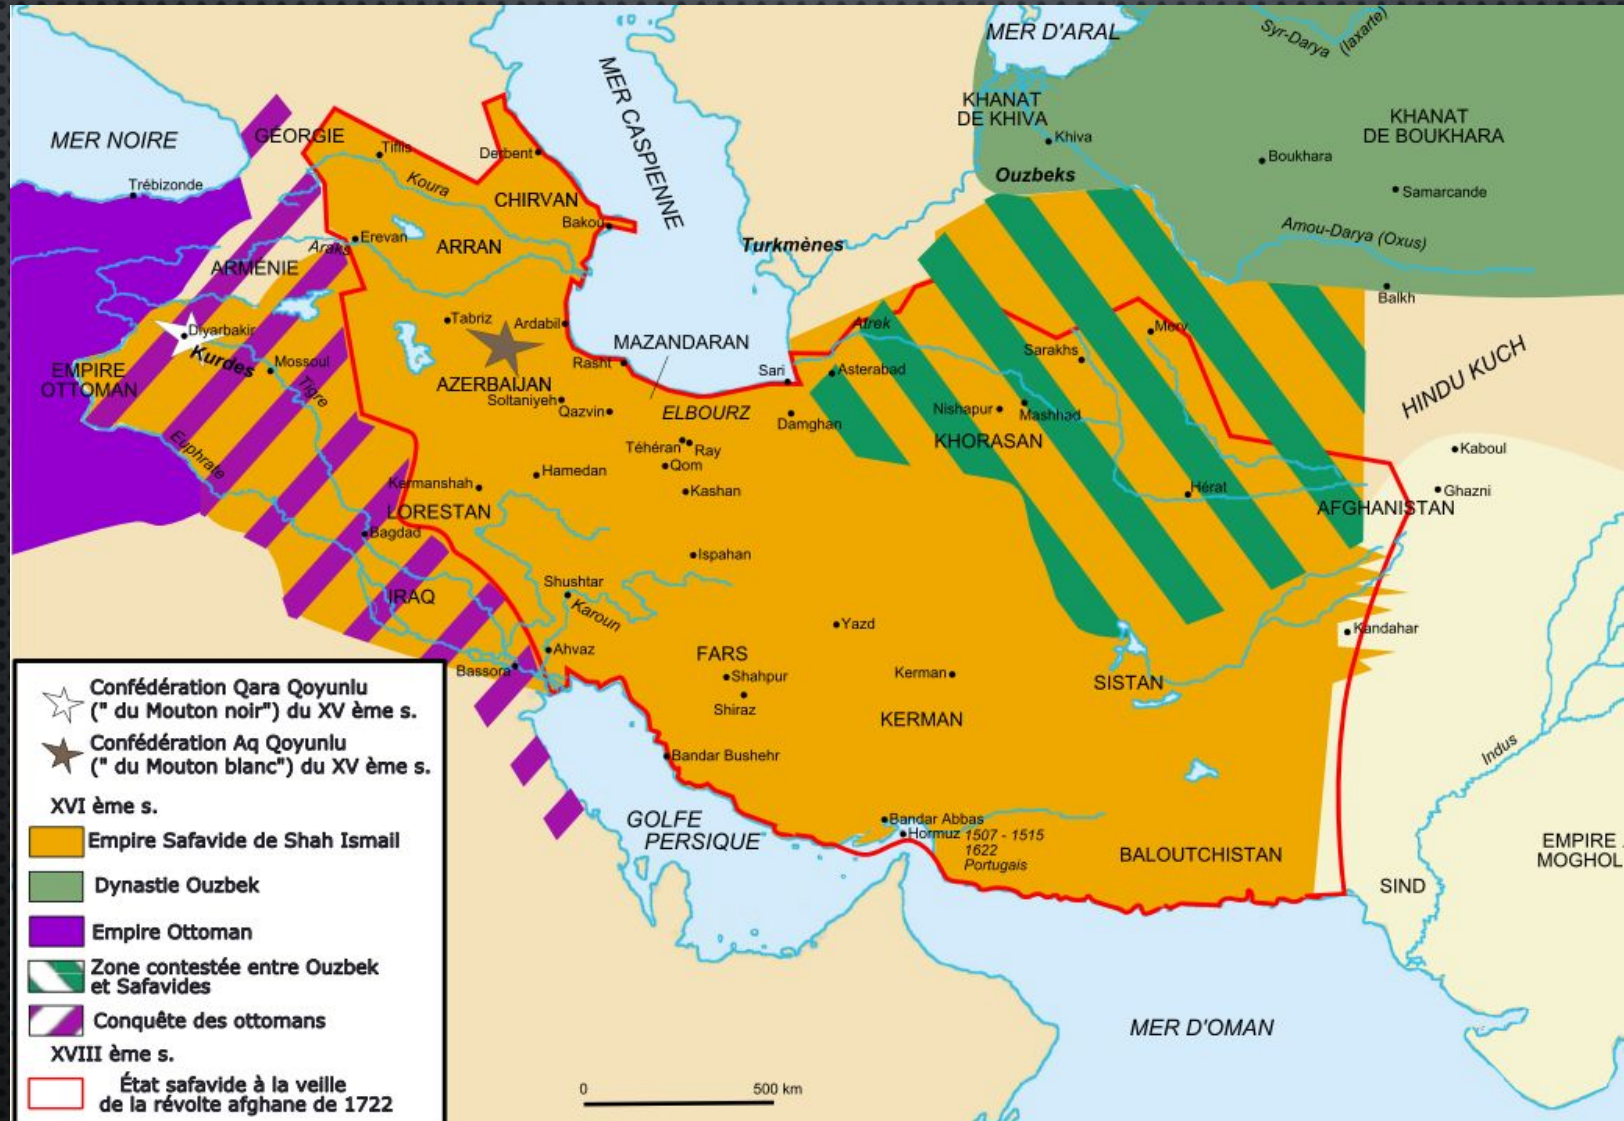 MER D'ARAL
Syr-Darya (Iaxarte)
MER CASPIENNE
KHANAT
DE KHIVA
KHANAT
DE BOUKHARA
MER NOIRE
GÉORGIE
Tiflis
Derbent
Khiva
Boukhara
Ouzbeks
Samarcande
Trébizonde
Koura
CHIRVAN
Bakou
Amou-Darya (Oxus)
Erevan
Araks
ARRAN
Turkmènes
ARMÉNIE
Balkh
Diyarbakir
Kurdes
Mossoul
Tabriz
Ardabil
MAZANDARAN
Atrek
Merv
Sarakhs
HINDU KUCH
EMPIRE
OTTOMAN
Tigre
AZERBAIJAN
Rasht
Sari
Asterabad
Soltaniyeh
Qazvin
ELBOURZ
Damghan
Nishapur
Mashhad
KHORASAN
Euphrate
Téhéran
Ray
Qom
Kaboul
Kermanshah
Hamedan
Kashan
Hérat
Ghazni
LORESTAN
AFGHANISTAN
Bagdad
Ispahan
IRAQ
Shushtar
Karoun
Yazd
Kandahar
Ahvaz
Bassora
FARS
Shahpur
Shiraz
Kerman
KERMAN
SISTAN
Bandar Bushehr
Indus
GOLFE
PERSIQUE
Bandar Abbas
Hormuz
1507 - 1515
1622
Portugais
BALOUTCHISTAN
SIND
EMPIRE
MOGHOL
MER D'OMAN
Confédération Qara Qoyunlu
(" du Mouton noir") du XV ème s.
Confédération Aq Qoyunlu
(" du Mouton blanc") du XV ème s.
XVI ème s.
Empire Safavide de Shah Ismail
Dynastie Ouzbek
Empire Ottoman
Zone contestée entre Ouzbek
et Safavides
Conquête des ottomans
XVIII ème s.
État safavide à la veille
de la révolte afghane de 1722
0 500 km